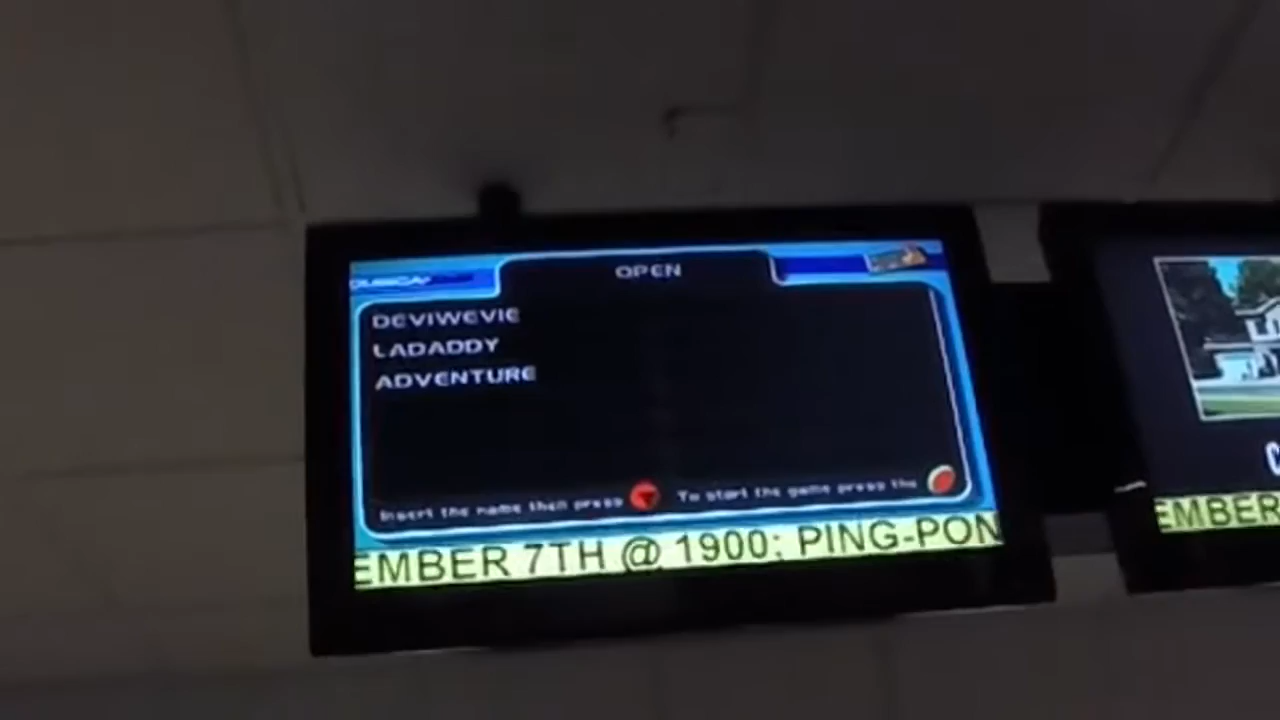 OPEN
DEVIWEVIE
LADADDY
ADVENTURE
Insert the name then press
To start the game press the
EMBER 7TH @ 1900; PING-PON
C
EMBER